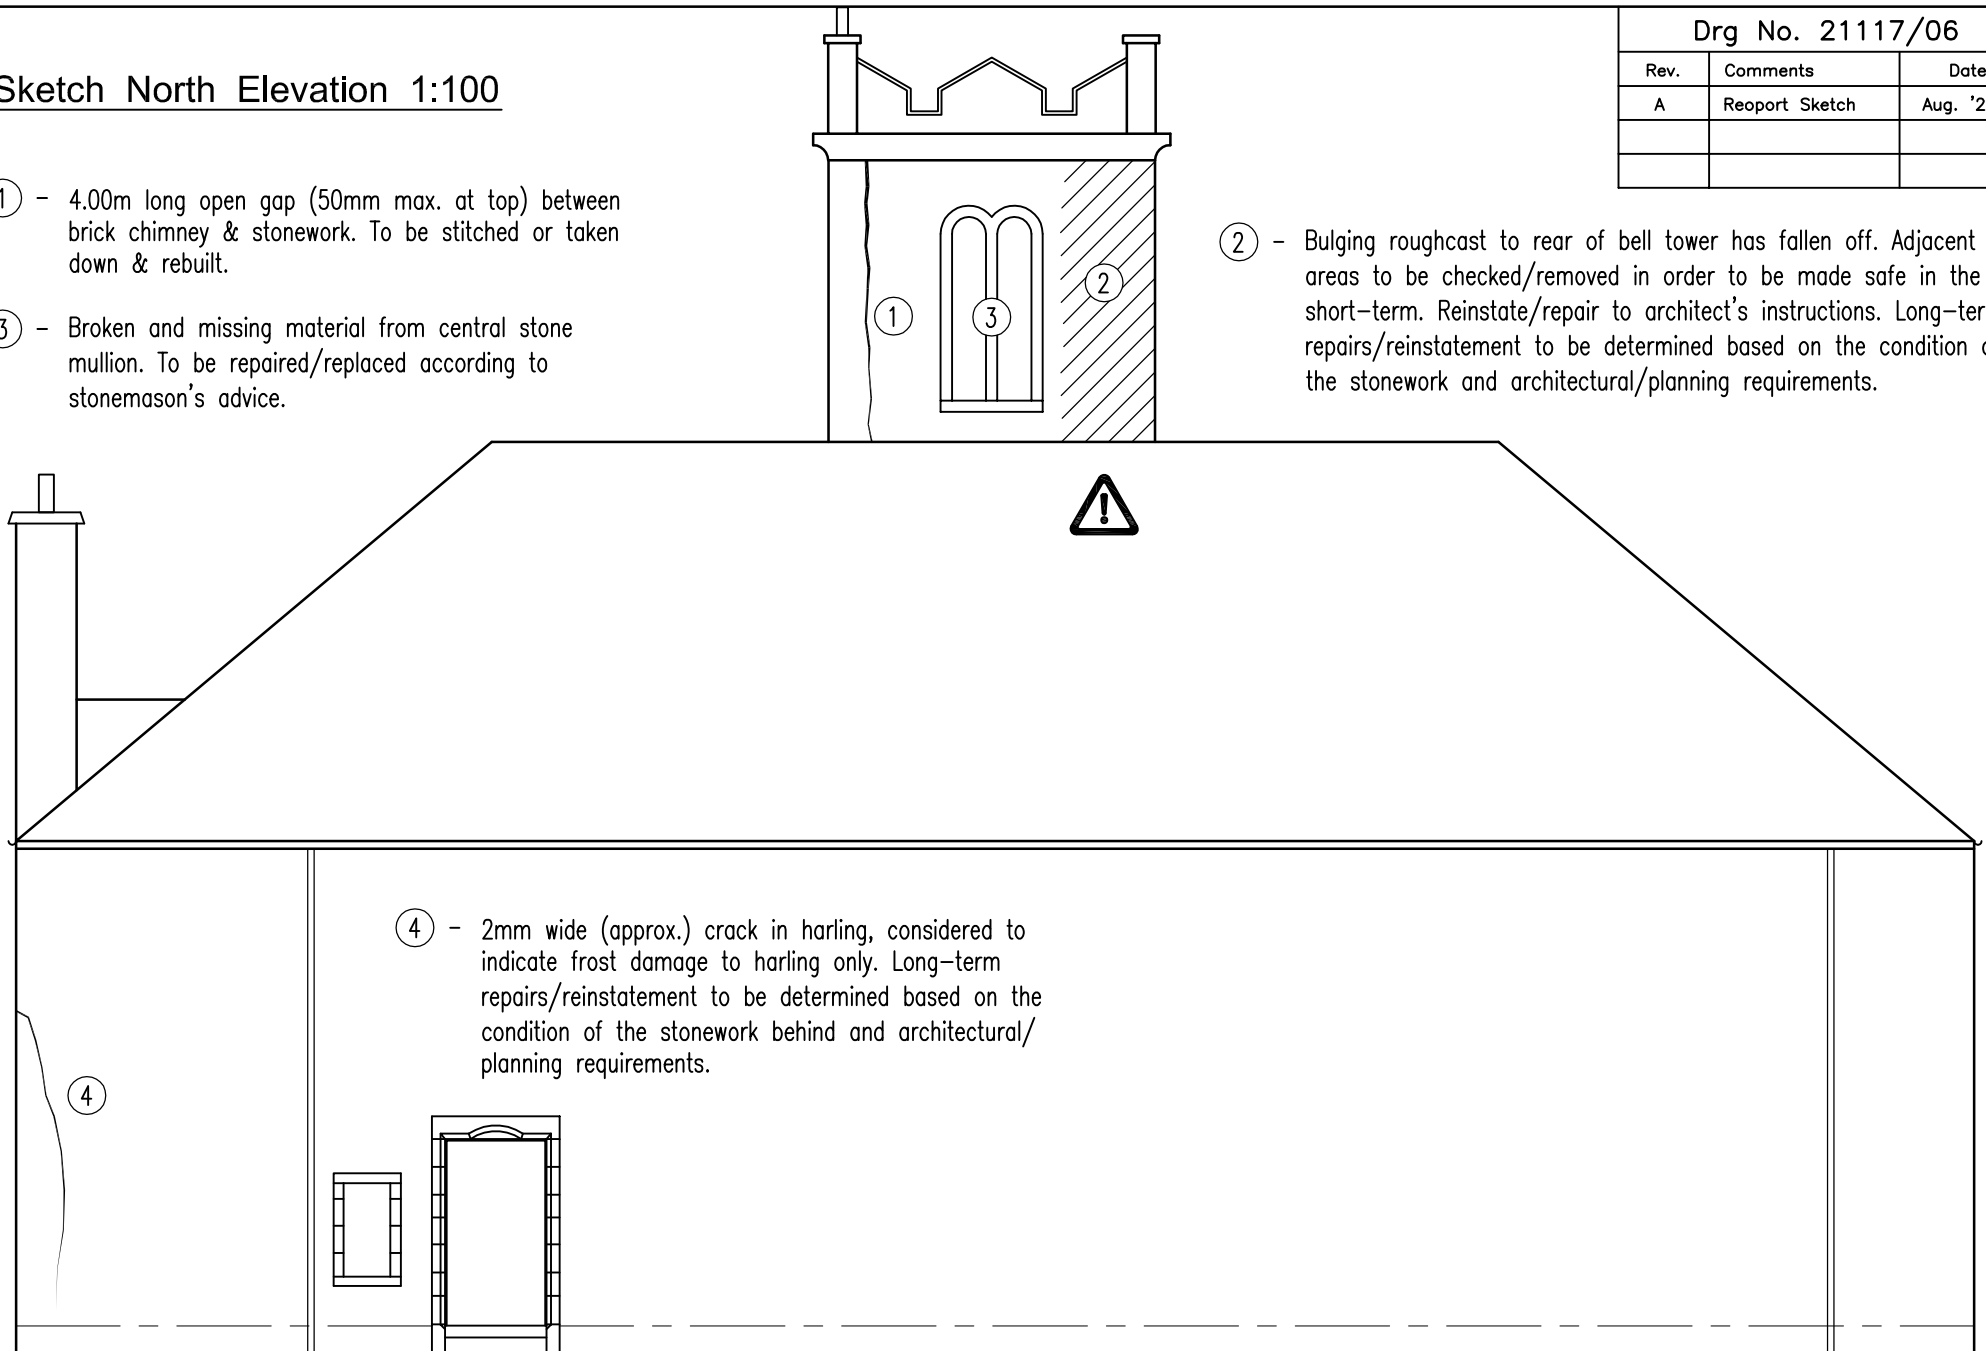 Sketch North Elevation 1:100
Drg No. 21117/06
Rev. Comments Date
A Reoport Sketch Aug. '2
1 - 4.00m long open gap (50mm max. at top) between
brick chimney & stonework. To be stitched or taken
down & rebuilt.
3 - Broken and missing material from central stone
mullion. To be repaired/replaced according to
stonemason's advice.
2 - Bulging roughcast to rear of bell tower has fallen off. Adjacent
areas to be checked/removed in order to be made safe in the
short-term. Reinstate/repair to architect's instructions. Long-ter
repairs/reinstatement to be determined based on the condition
the stonework and architectural/planning requirements.
1
3
2
!
4 - 2mm wide (approx.) crack in harling, considered to
indicate frost damage to harling only. Long-term
repairs/reinstatement to be determined based on the
condition of the stonework behind and architectural/
planning requirements.
4